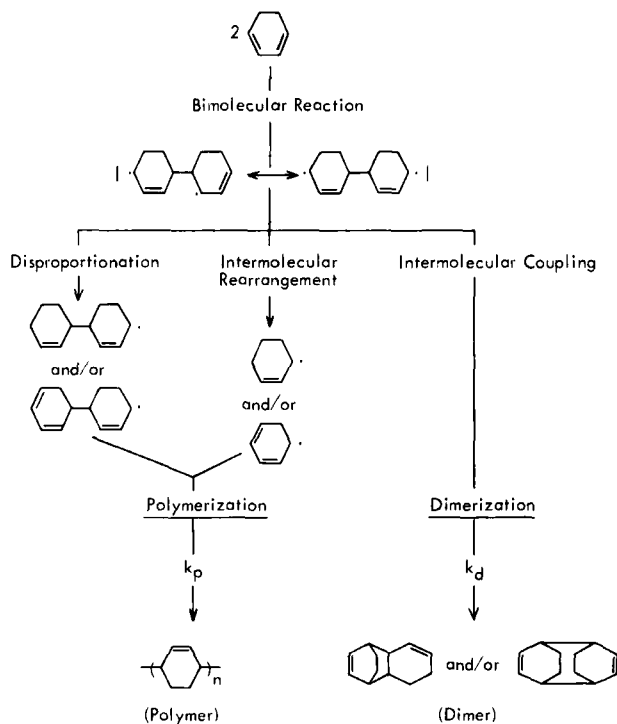 2
Bimolecular Reaction
Disproportionation
Intermolecular Rearrangement
Intermolecular Coupling
and/or
and/or
Polymerization
Dimerization
kp
kd
n
and/or
(Polymer)
(Dimer)